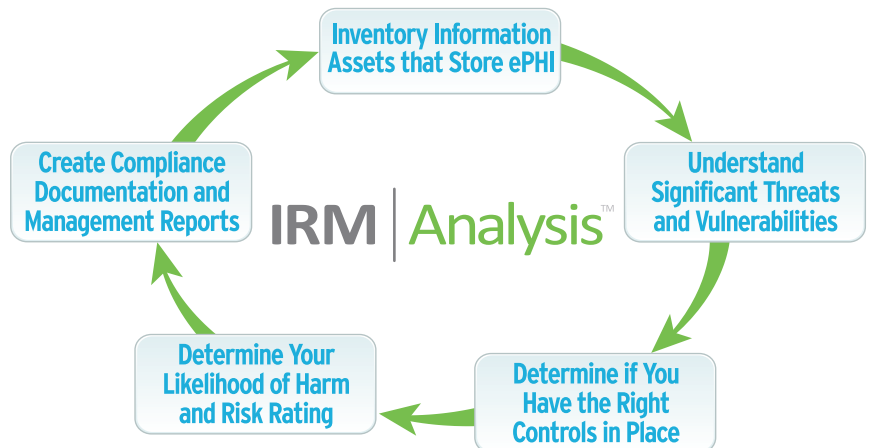 Inventory Information
Assets that Store ePHI
Understand
Significant Threats
and Vulnerabilities
Determine if You
Have the Right
Controls in Place
Determine Your
Likelihood of Harm
and Risk Rating
Create Compliance
Documentation and
Management Reports
IRM | Analysis™